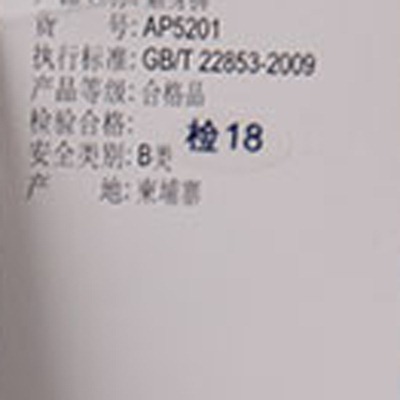 货 号: AP5201
执行标准: GB/T 22853-2009
产品等级: 合格品
检验合格: 检18
安全类别: B类
产 地: 柬埔寨